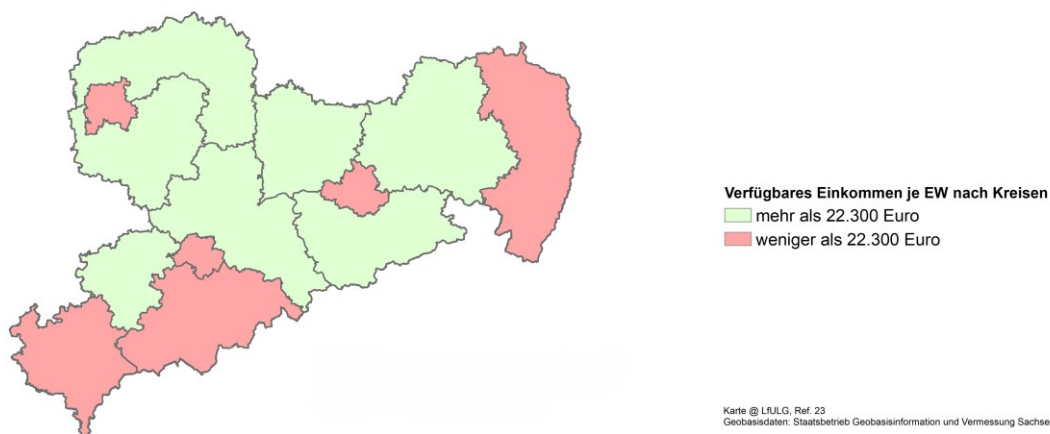 Verfügbares Einkommen je EW nach Kreisen
mehr als 22.300 Euro
weniger als 22.300 Euro
Karte @ LfULG, Ref. 23
Geobasisdaten: Staatsbetrieb Geobasisinformation und Vermessung Sachse